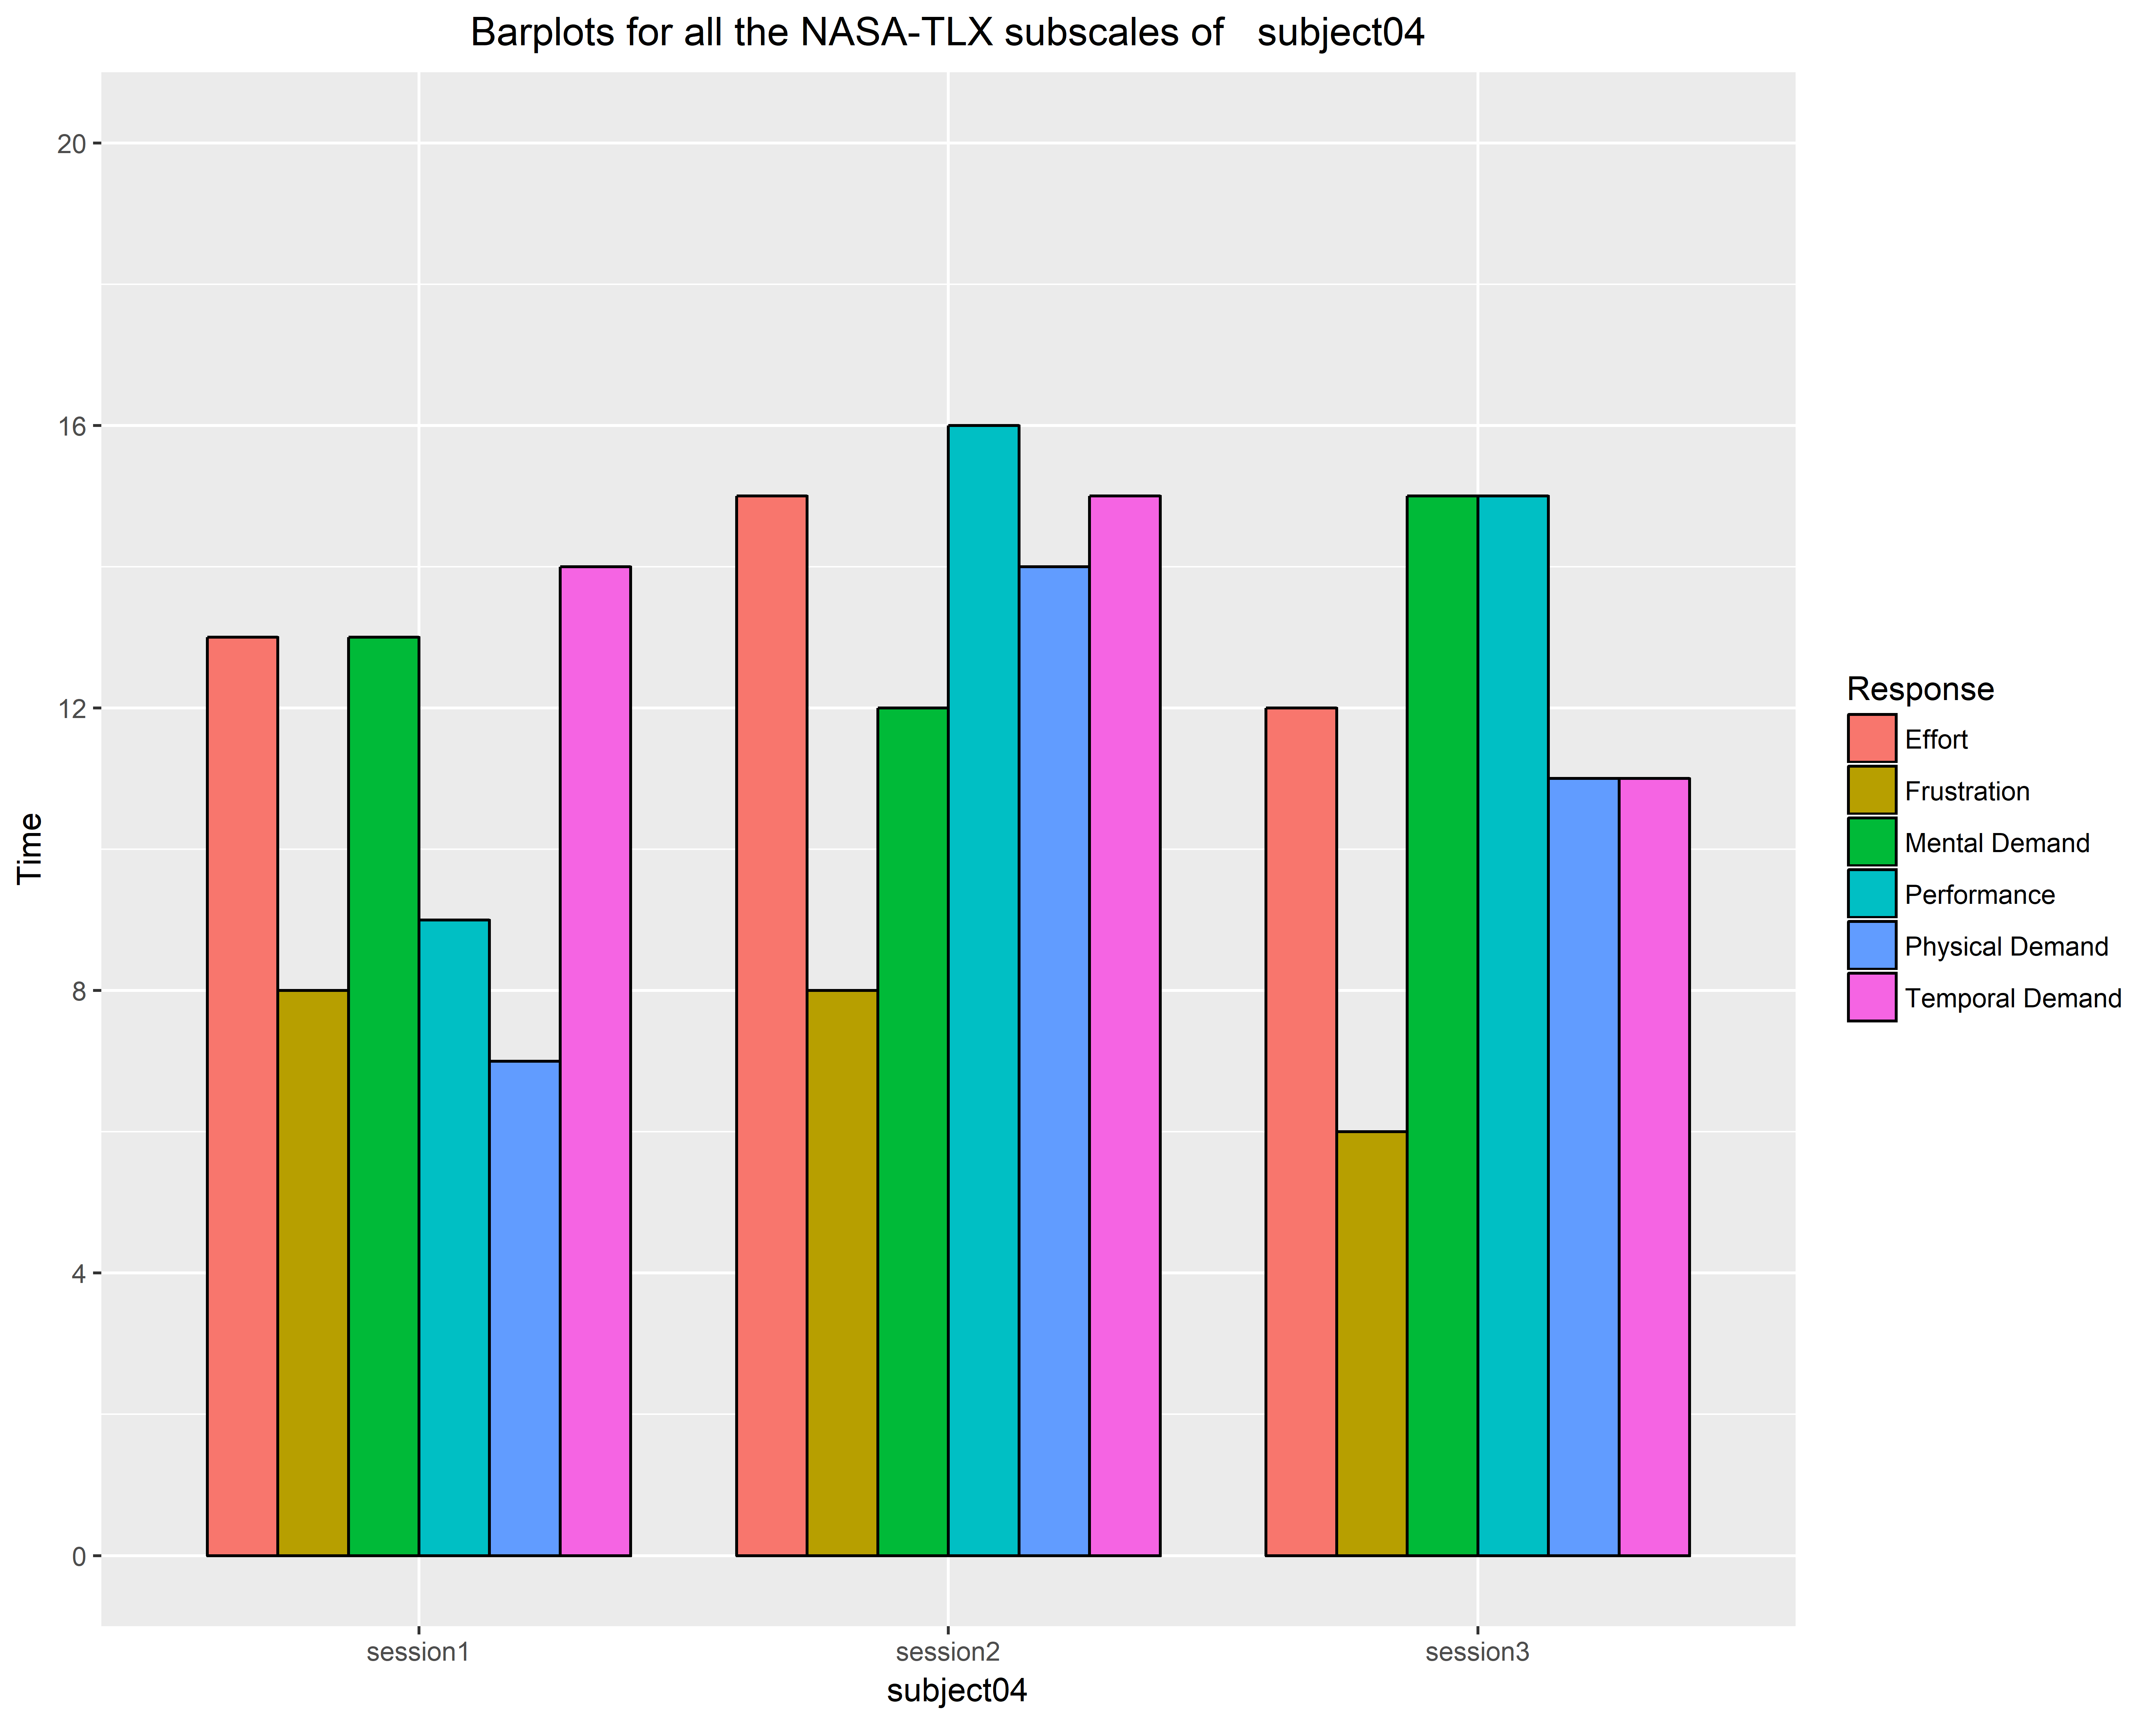 Barplots for all the NASA-TLX subscales of   subject04
20
16
12
8
4
0
Time
session1
session2
session3
subject04
Response
Effort
Frustration
Mental Demand
Performance
Physical Demand
Temporal Demand